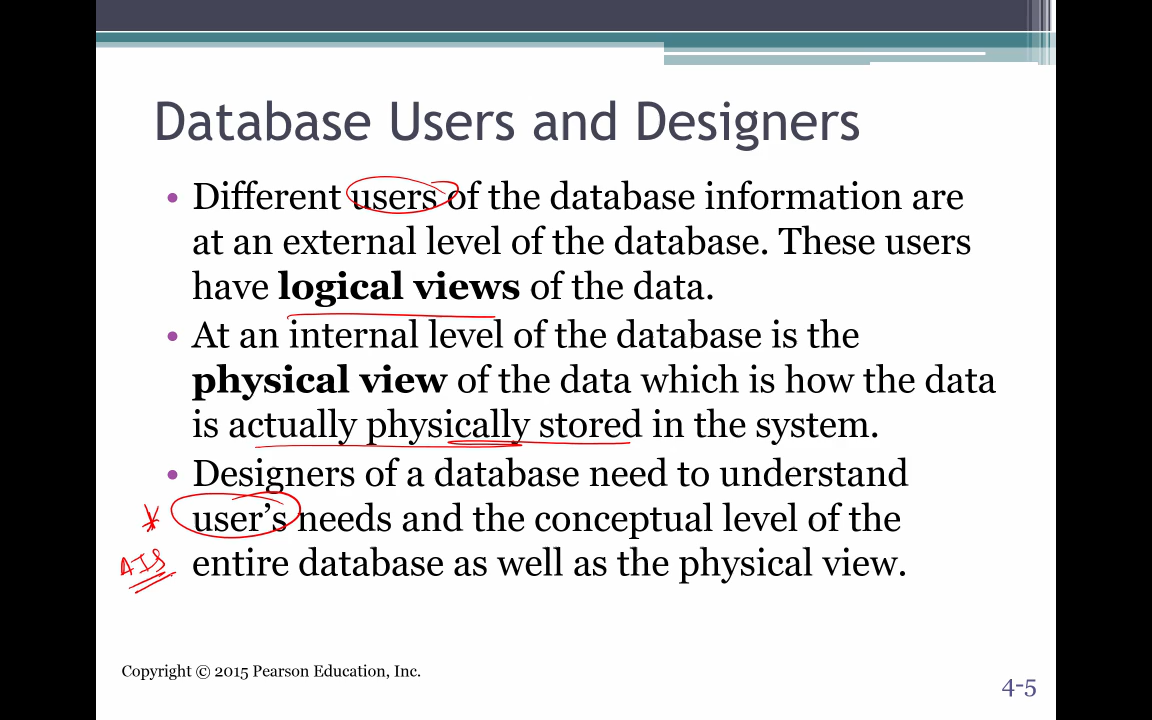 Database Users and Designers
• Different users of the database information are
at an external level of the database. These users
have logical views of the data.
• At an internal level of the database is the
physical view of the data which is how the data
is actually physically stored in the system.
• Designers of a database need to understand
user’s needs and the conceptual level of the
AIS entire database as well as the physical view.
Copyright © 2015 Pearson Education, Inc.
4-5